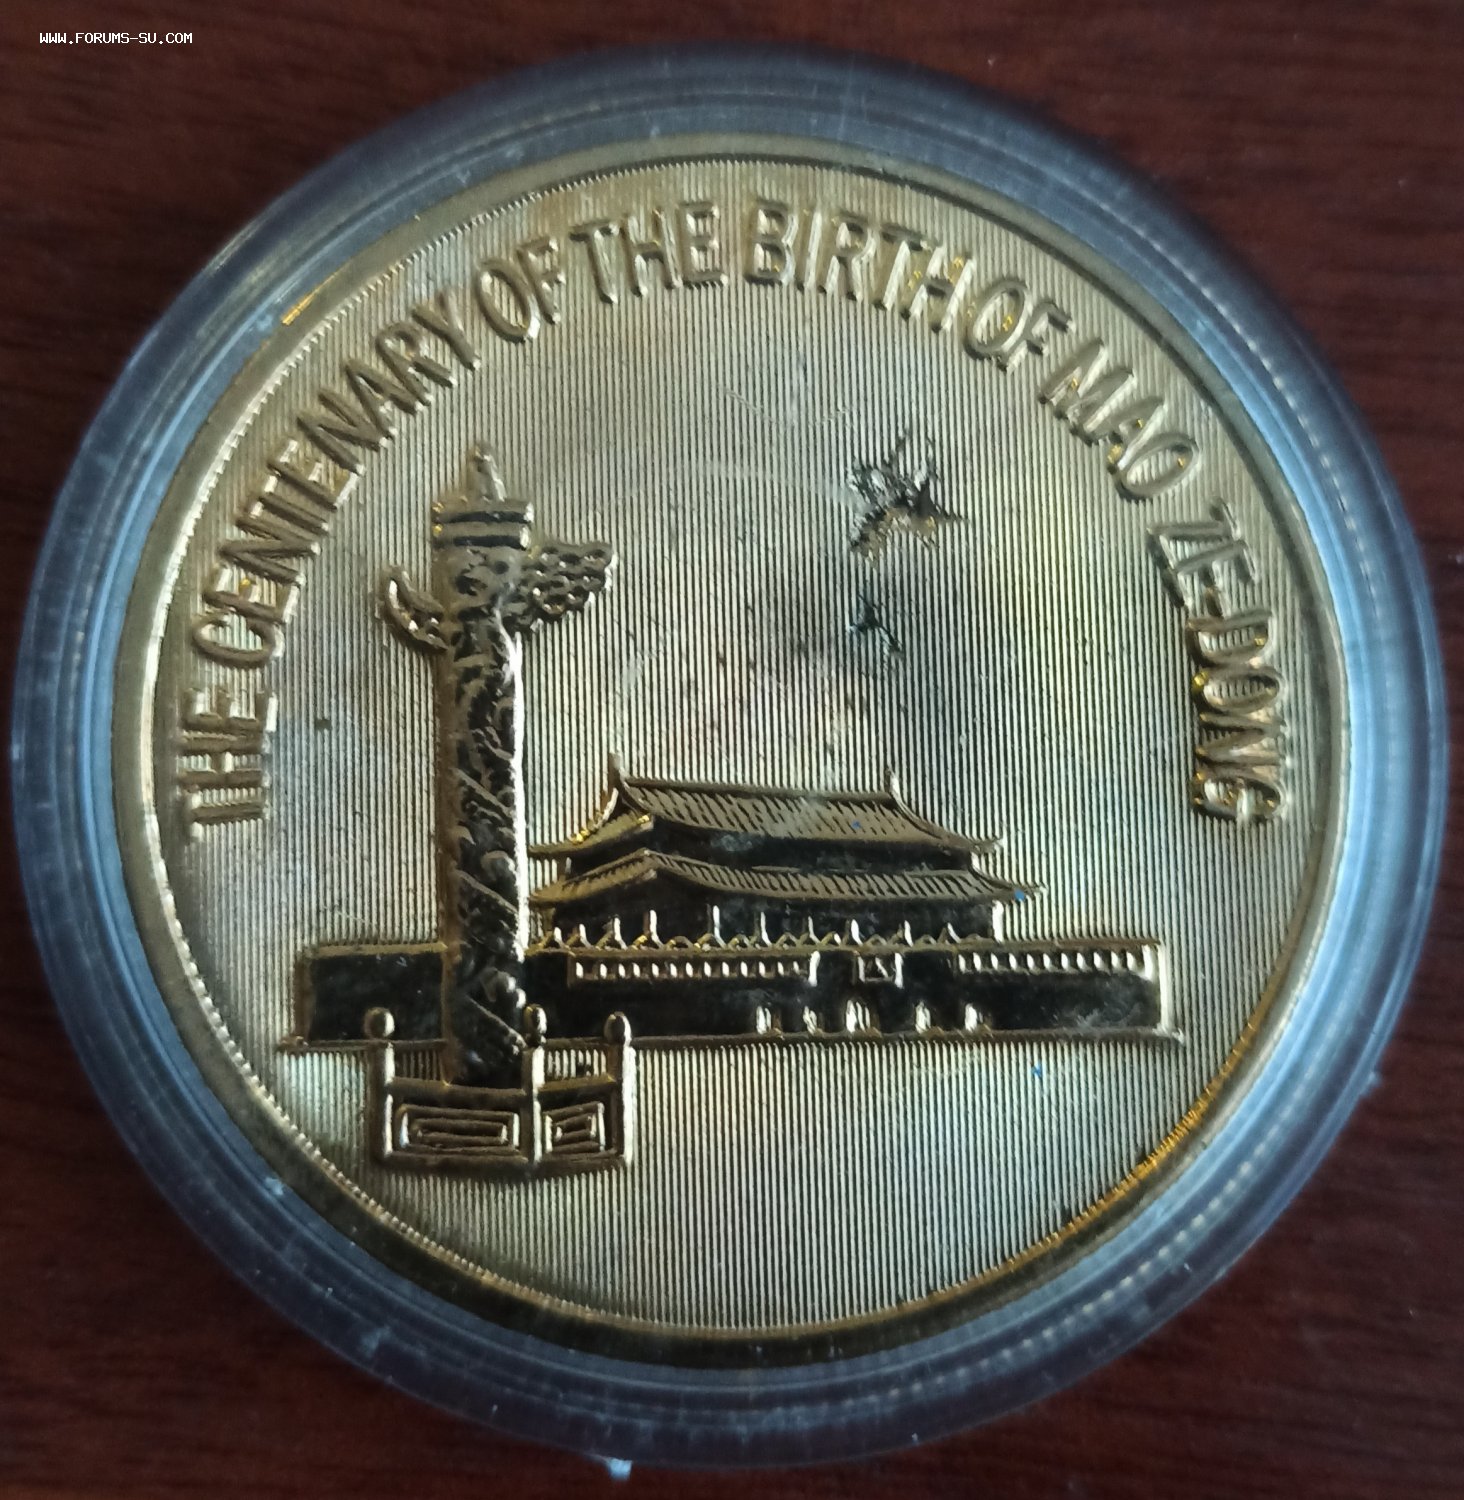 WWW.FORUMS-SU.COM
THE CENTENARY OF THE BIRTH OF MAO ZE-DONG